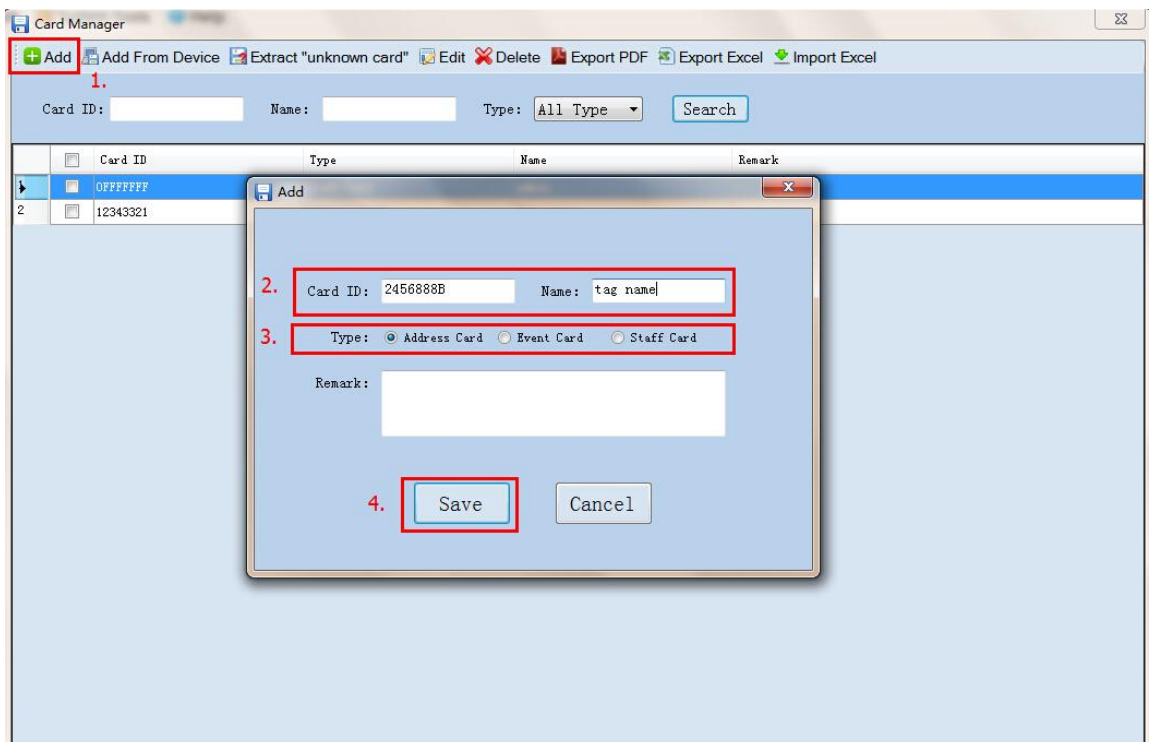 Card Manager
Add Add From Device Extract "unknown card" Edit Delete Export PDF Export Excel Import Excel
1.
Card ID: Name: Type: All Type Search
Card ID Type Name Remark
1 0FFFFFFF
2 12343321
Add
2. Card ID: 2456888B Name: tag name
3. Type: Address Card Event Card Staff Card
Remark:
4. Save Cancel